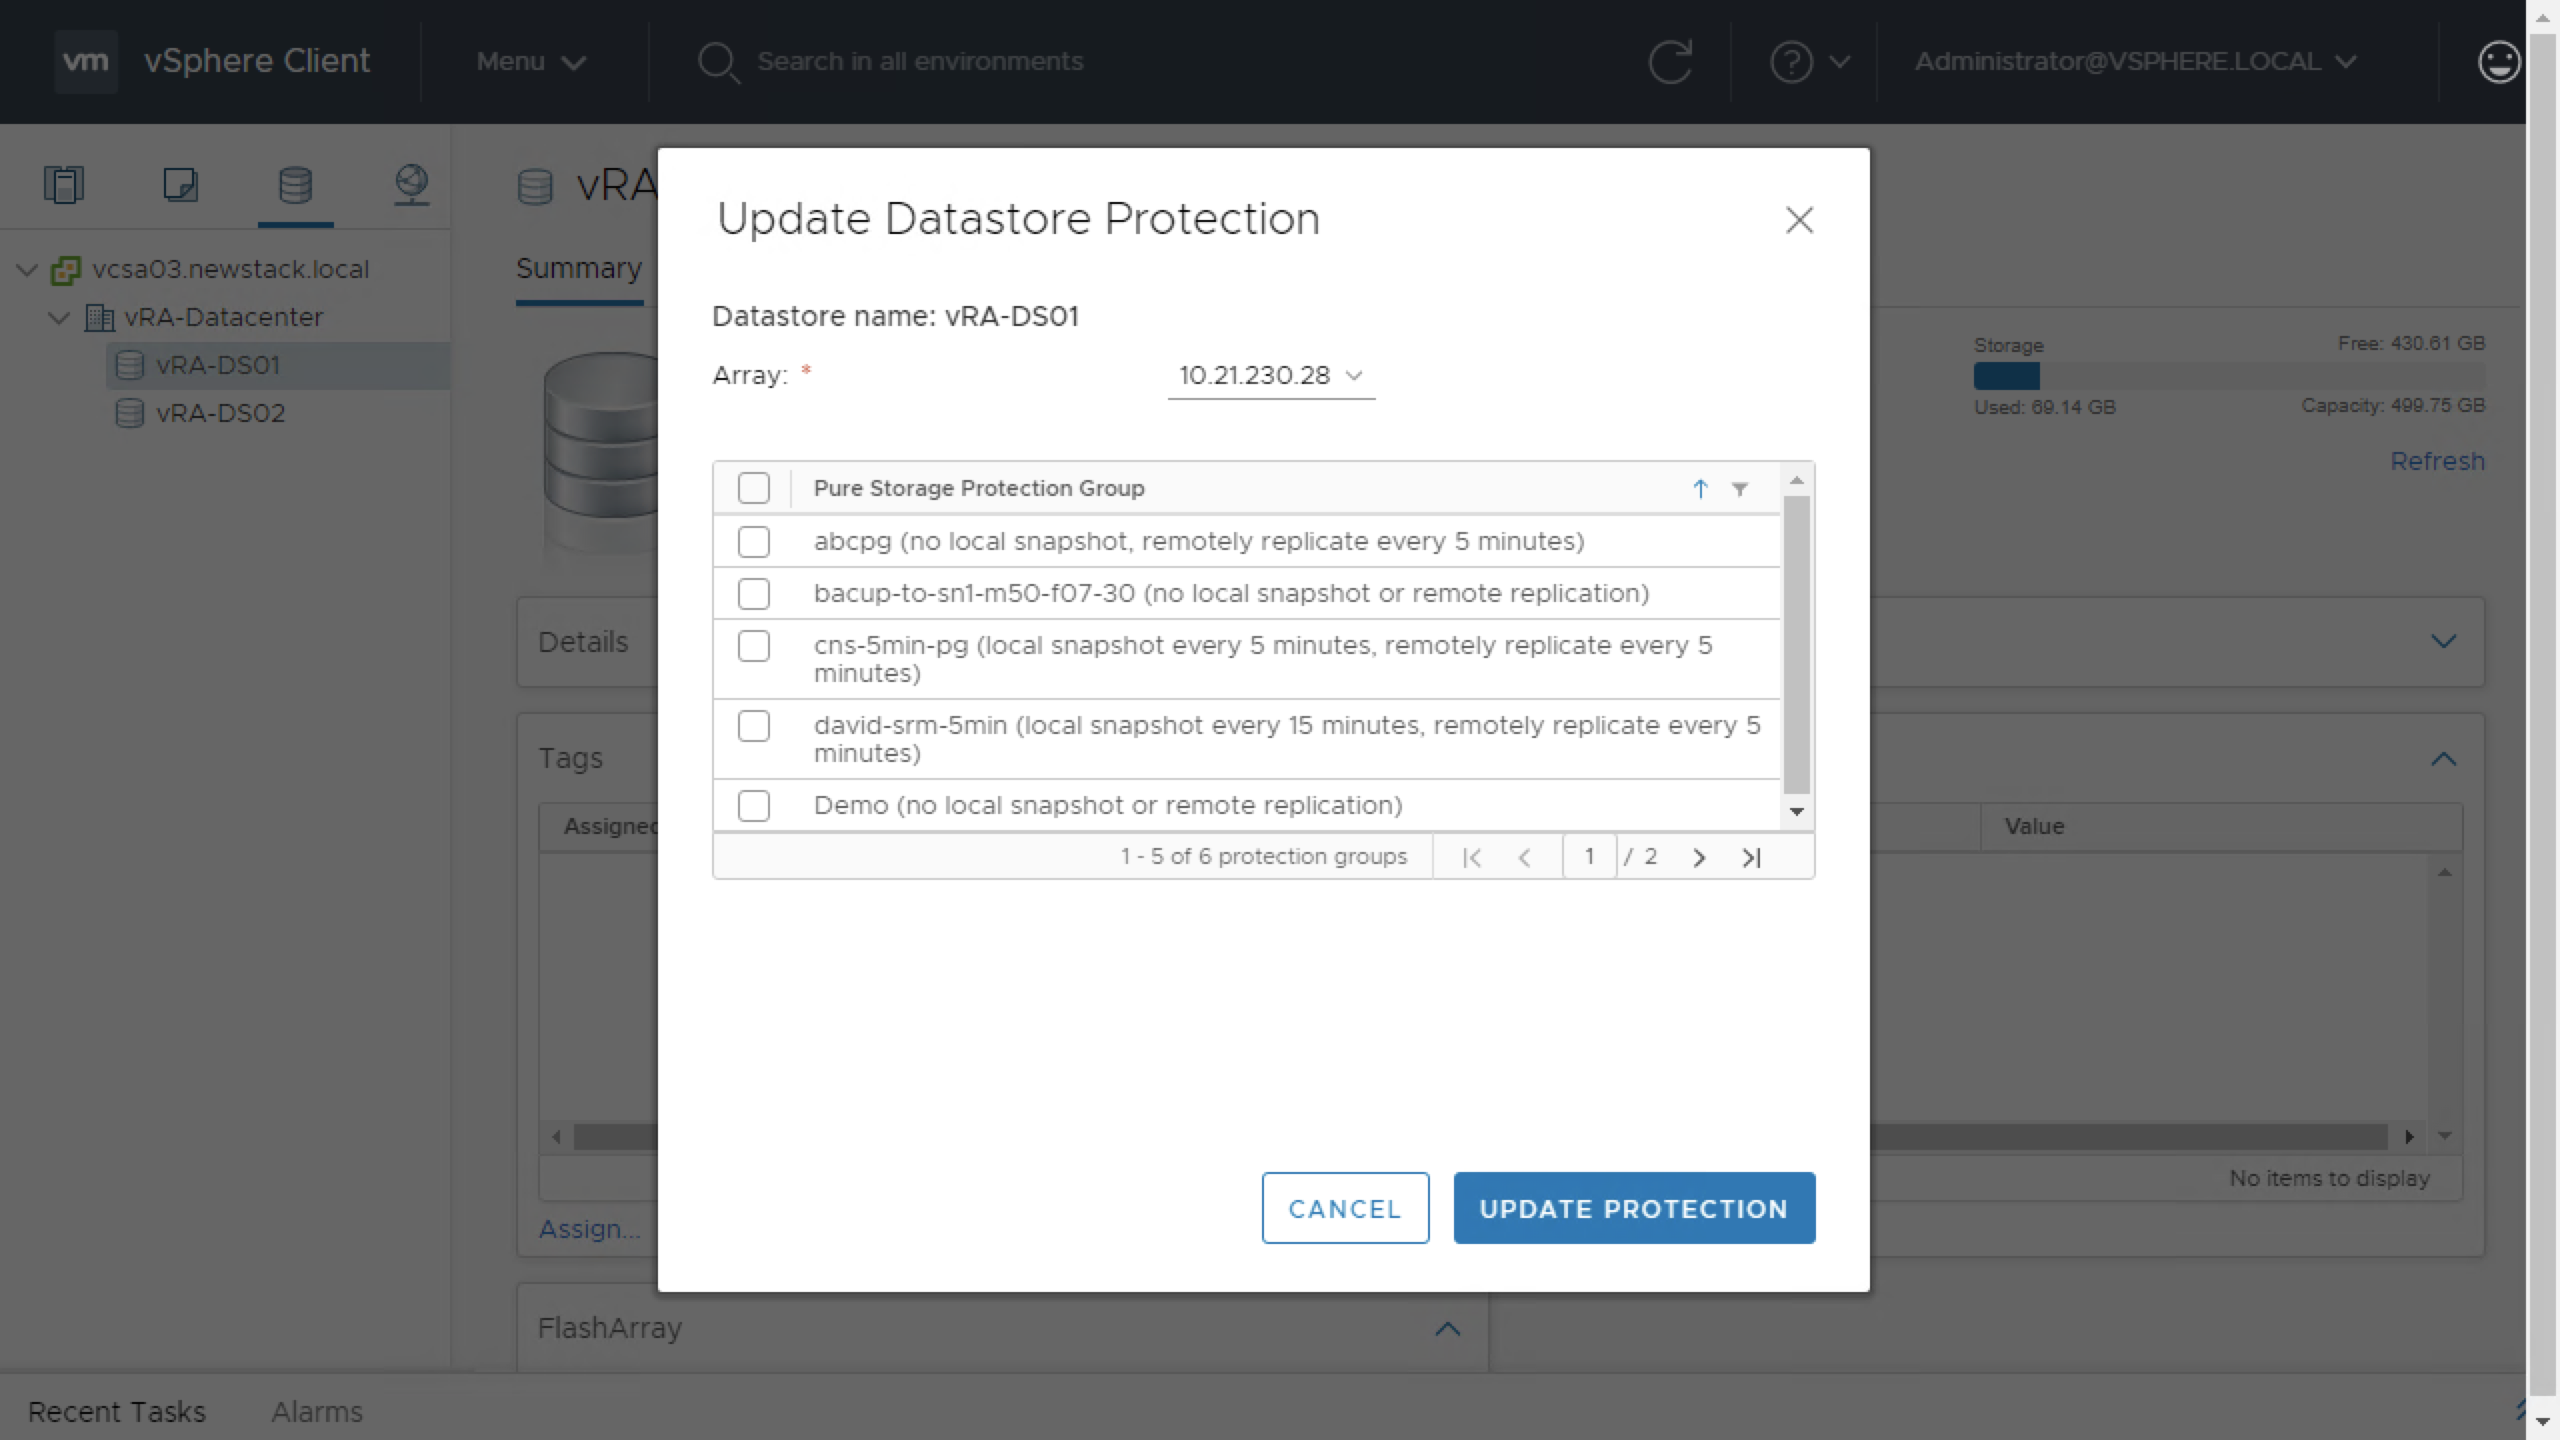 vm vSphere Client Menu Search in all environments Administrator@VSPHERE.LOCAL
vcsa03.newstack.local
vRA-Datacenter
vRA-DS01
vRA-DS02
vRA
Summary
Storage Free: 430.61 GB
Used: 69.14 GB Capacity: 499.75 GB
Refresh
Details
Tags
Assigned
Value
No items to display
Assign...
FlashArray
Update Datastore Protection
Datastore name: vRA-DS01
Array: * 10.21.230.28
Pure Storage Protection Group
abcpg (no local snapshot, remotely replicate every 5 minutes)
bacup-to-sn1-m50-f07-30 (no local snapshot or remote replication)
cns-5min-pg (local snapshot every 5 minutes, remotely replicate every 5
minutes)
david-srm-5min (local snapshot every 15 minutes, remotely replicate every 5
minutes)
Demo (no local snapshot or remote replication)
1 - 5 of 6 protection groups 1 / 2
CANCEL UPDATE PROTECTION
Recent Tasks Alarms